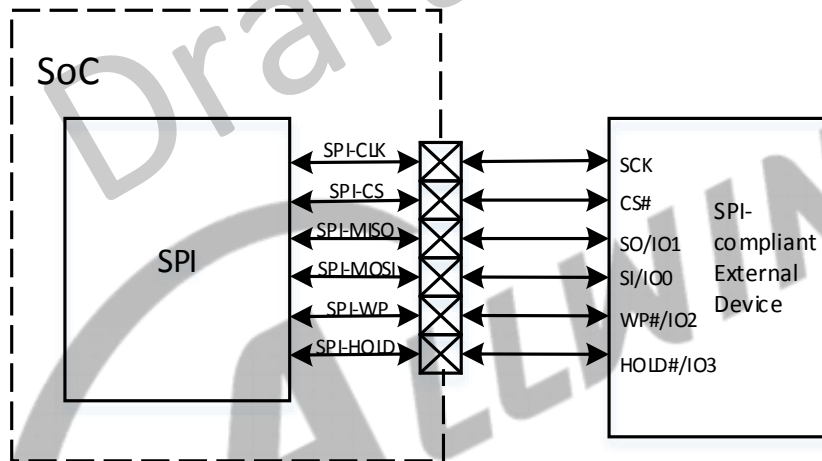 Draft
SoC
SPI
SPI-CLK
SPI-CS
SPI-MISO
SPI-MOSI
SPI-WP
SPI-HOLD
SCK
CS#
SO/IO1
SI/IO0
WP#/IO2
HOLD#/IO3
SPI-
compliant
External
Device